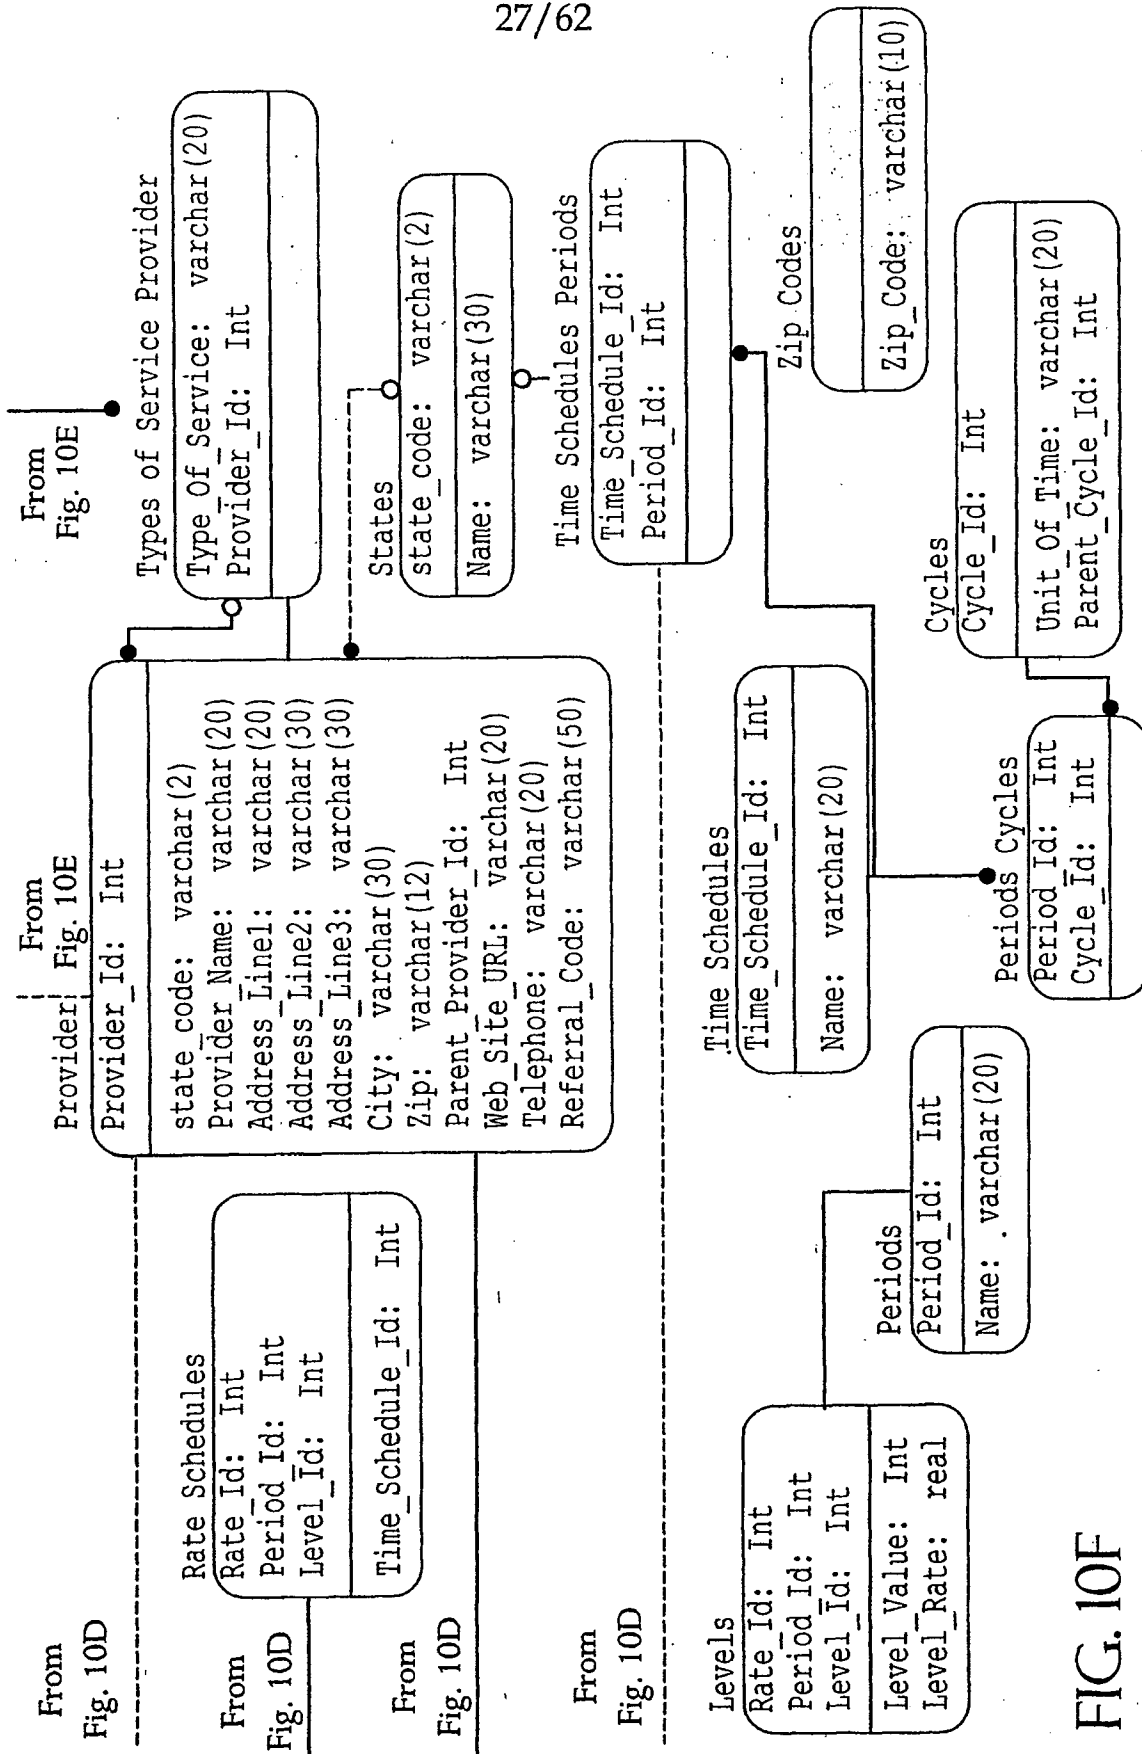 27/62
From
Fig. 10D
From
Fig. 10D
From
Fig. 10D
From
Fig. 10D
From
Fig. 10E
From
Fig. 10E
Provider
Provider_Id: Int
state_code: varchar(2)
Provider_Name: varchar(20)
Address_Line1: varchar(20)
Address_Line2: varchar(30)
Address_Line3: varchar(30)
City: varchar(30)
Zip: varchar(12)
Parent_Provider_Id: Int
Web_Site_URL: varchar(20)
Telephone: varchar(20)
Referral_Code: varchar(50)
Types of Service Provider
Type_Of_Service: varchar(20)
Provider_Id: Int
States
state_code: varchar(2)
Name: varchar(30)
Rate Schedules
Rate_Id: Int
Period_Id: Int
Level_Id: Int
Time_Schedule_Id: Int
Time Schedules Periods
Time_Schedule_Id: Int
Period_Id: Int
Time Schedules
Time_Schedule_Id: Int
Name: varchar(20)
Zip Codes
Zip_Code: varchar(10)
Levels
Rate_Id: Int
Period_Id: Int
Level_Id: Int
Level_Value: Int
Level_Rate: real
Periods
Period_Id: Int
Name: varchar(20)
Periods Cycles
Period_Id: Int
Cycle_Id: Int
Cycles
Cycle_Id: Int
Unit_Of_Time: varchar(20)
Parent_Cycle_Id: Int
FIG. 10F